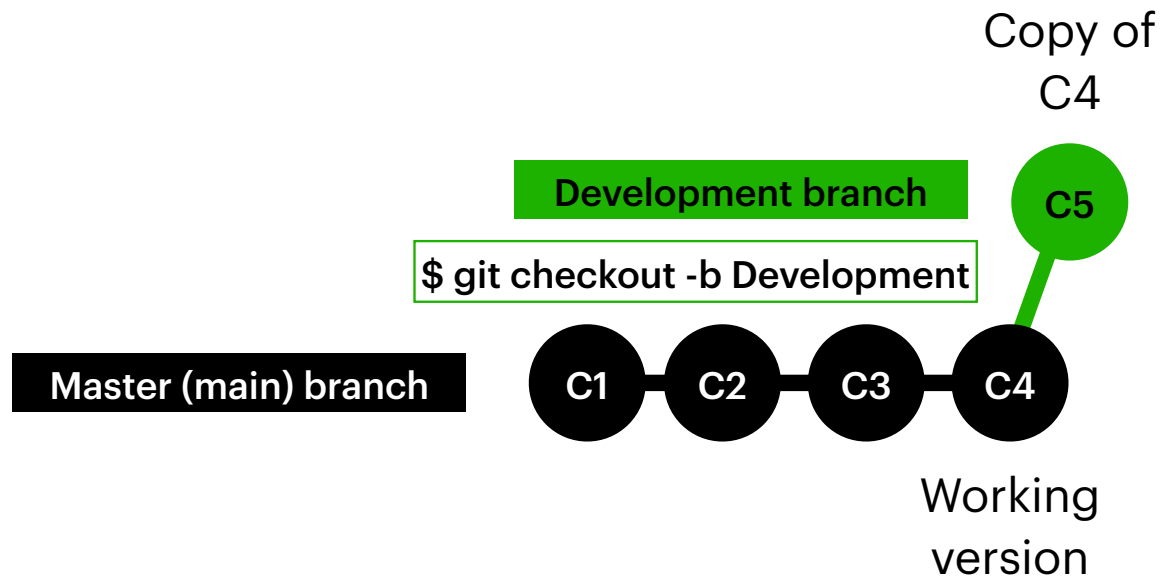 Copy of
C4
Development branch
C5
$ git checkout -b Development
Master (main) branch
C1
C2
C3
C4
Working
version